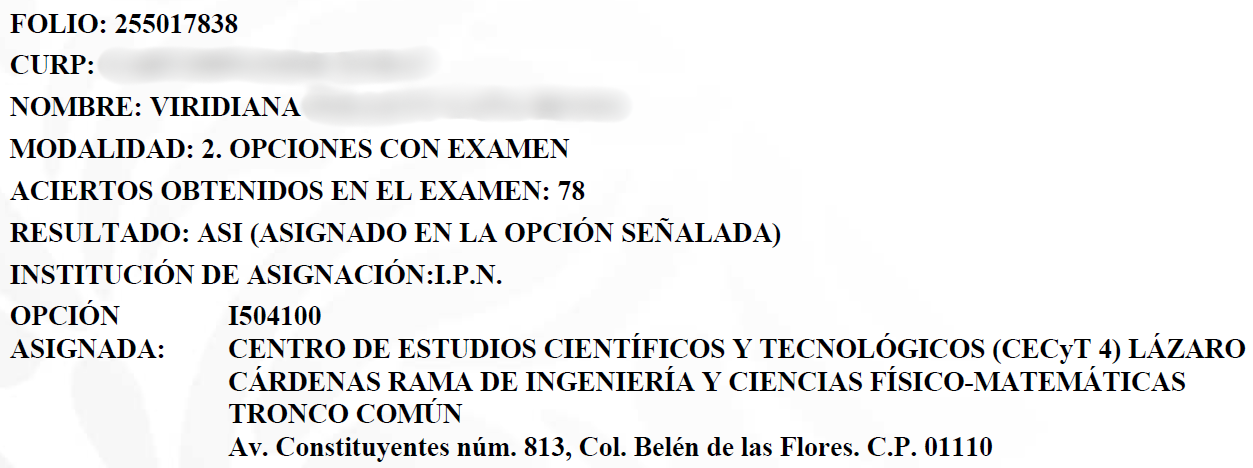 FOLIO: 255017838
CURP:
NOMBRE: VIRIDIANA
MODALIDAD: 2. OPCIONES CON EXAMEN
ACIERTOS OBTENIDOS EN EL EXAMEN: 78
RESULTADO: ASI (ASIGNADO EN LA OPCIÓN SEÑALADA)
INSTITUCIÓN DE ASIGNACIÓN:I.P.N.
OPCIÓN I504100
ASIGNADA: CENTRO DE ESTUDIOS CIENTÍFICOS Y TECNOLÓGICOS (CECyT 4) LÁZARO
CÁRDENAS RAMA DE INGENIERÍA Y CIENCIAS FÍSICO-MATEMÁTICAS
TRONCO COMÚN
Av. Constituyentes núm. 813, Col. Belén de las Flores. C.P. 01110